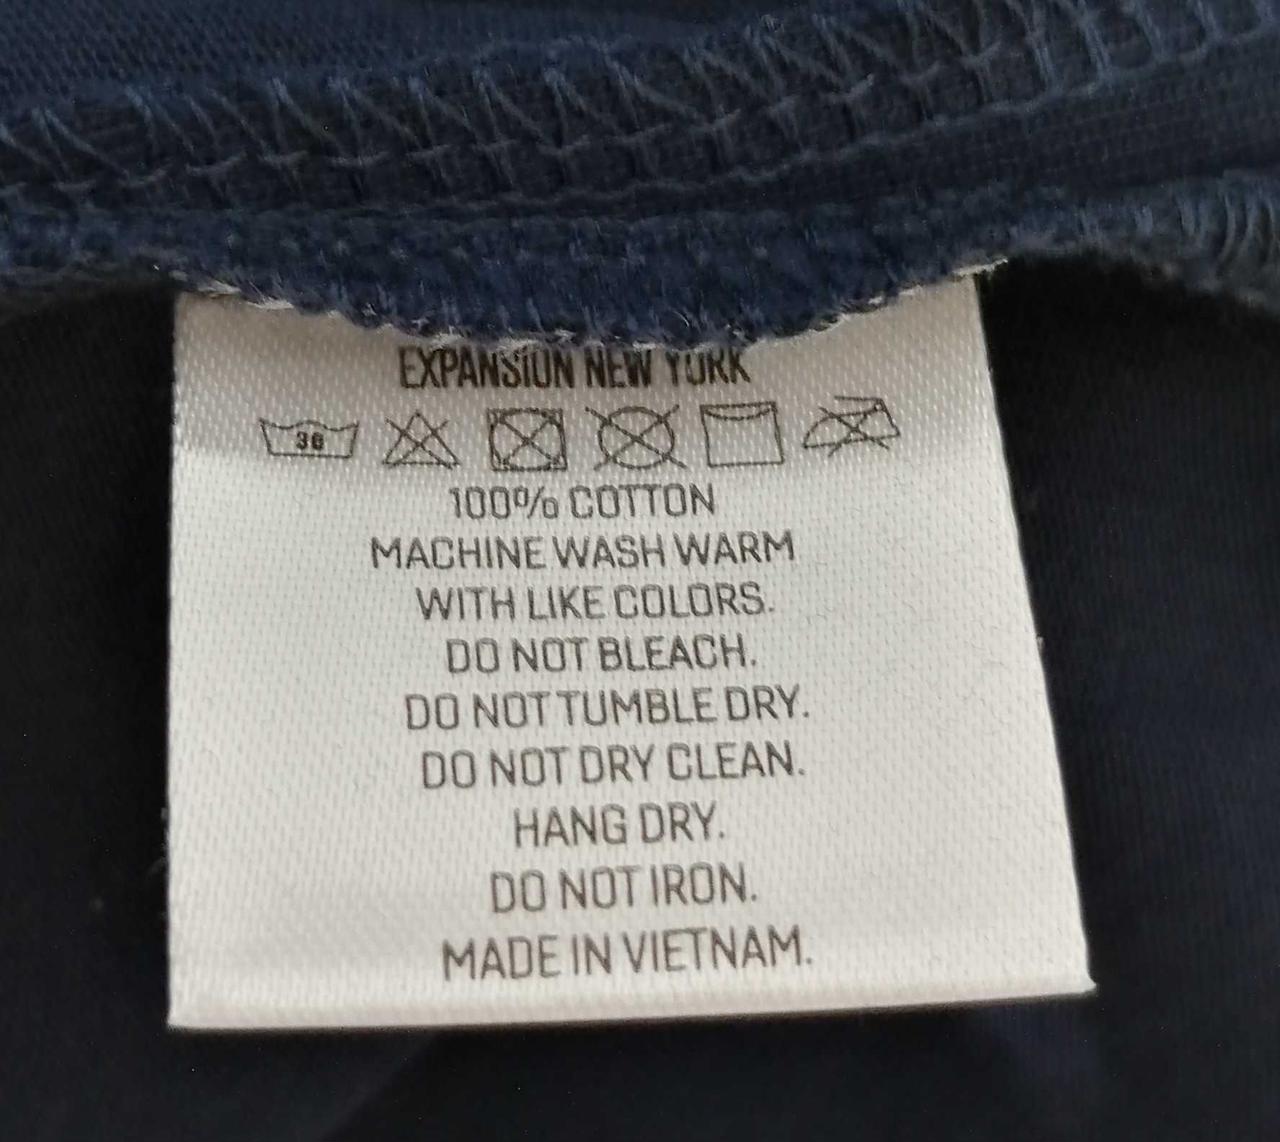 EXPANSION NEW YORK
30
100% COTTON
MACHINE WASH WARM
WITH LIKE COLORS.
DO NOT BLEACH.
DO NOT TUMBLE DRY.
DO NOT DRY CLEAN.
HANG DRY.
DO NOT IRON.
MADE IN VIETNAM.